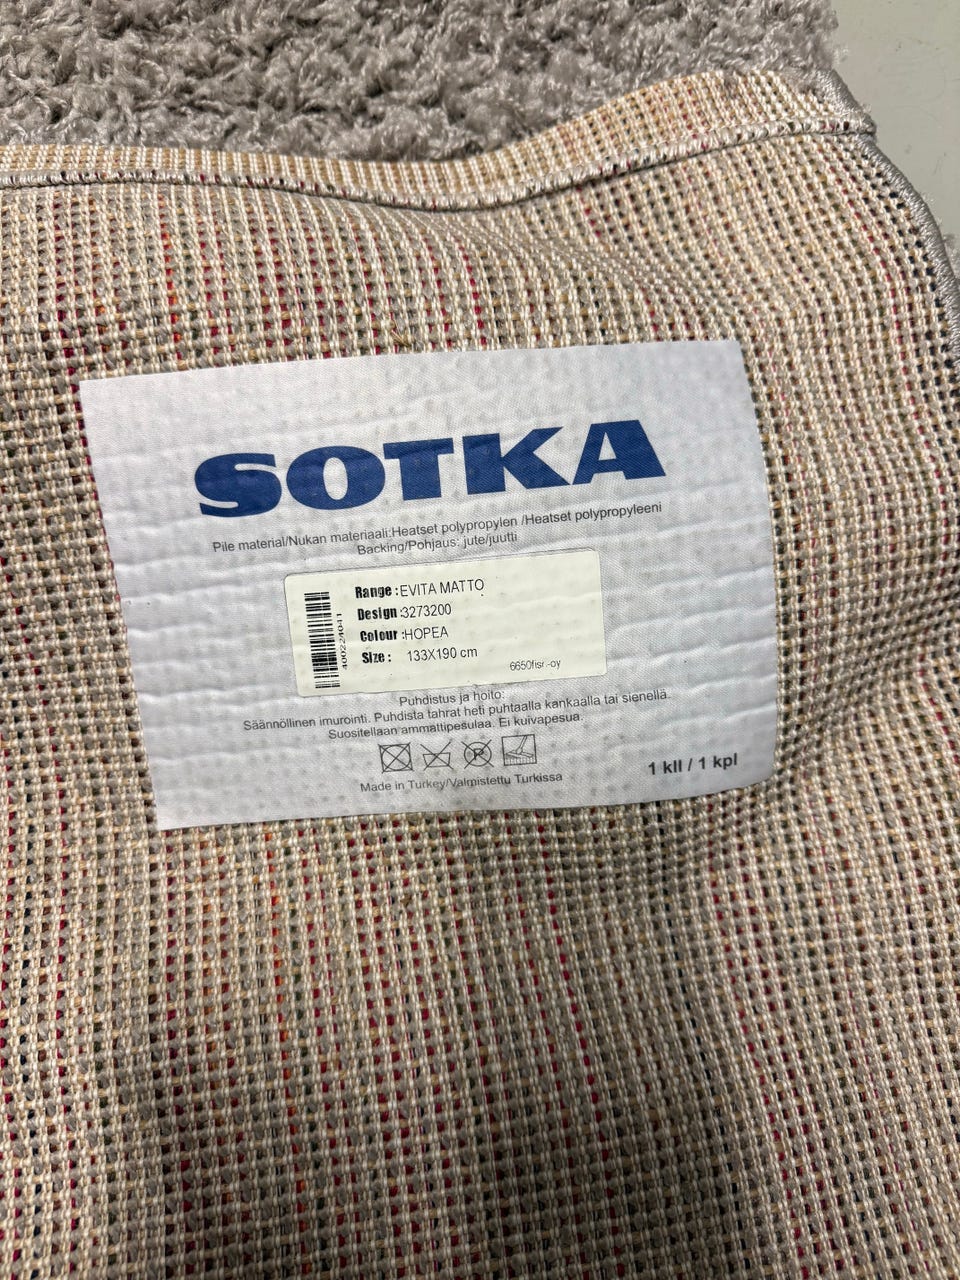 SOTKA
Pile material/Nukan materiaali:Heatset polypropylen /Heatset polypropyleeni
Backing/Pohjaus: jute/juutti
Range :EVITA MATTO
Design :3273200
Colour :HOPEA
Size : 133X190 cm
Puhdistus ja hoito:
Säännöllinen imurointi. Puhdista tahrat heti puhtaalla kankaalla tai sienellä.
Suositellaan ammattipesulaa. Ei kuivapesua.
Made in Turkey/Valmistettu Turkissa
1 kll / 1 kpl